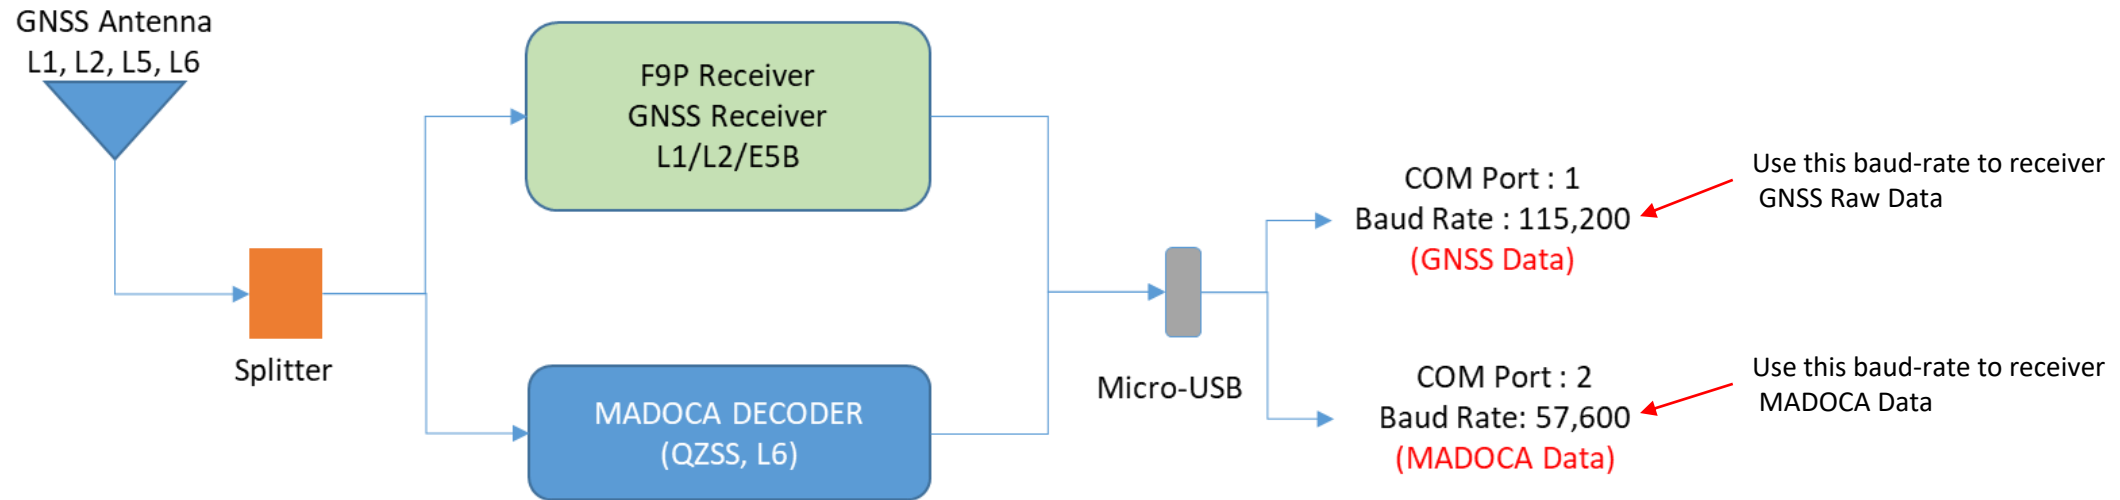 GNSS Antenna
L1, L2, L5, L6
F9P Receiver
GNSS Receiver
L1/L2/E5B
Splitter
MADOCA DECODER
(QZSS, L6)
Micro-USB
COM Port : 1
Baud Rate : 115,200
(GNSS Data)
Use this baud-rate to receiver
GNSS Raw Data
COM Port : 2
Baud Rate: 57,600
(MADOCA Data)
Use this baud-rate to receiver
MADOCA Data